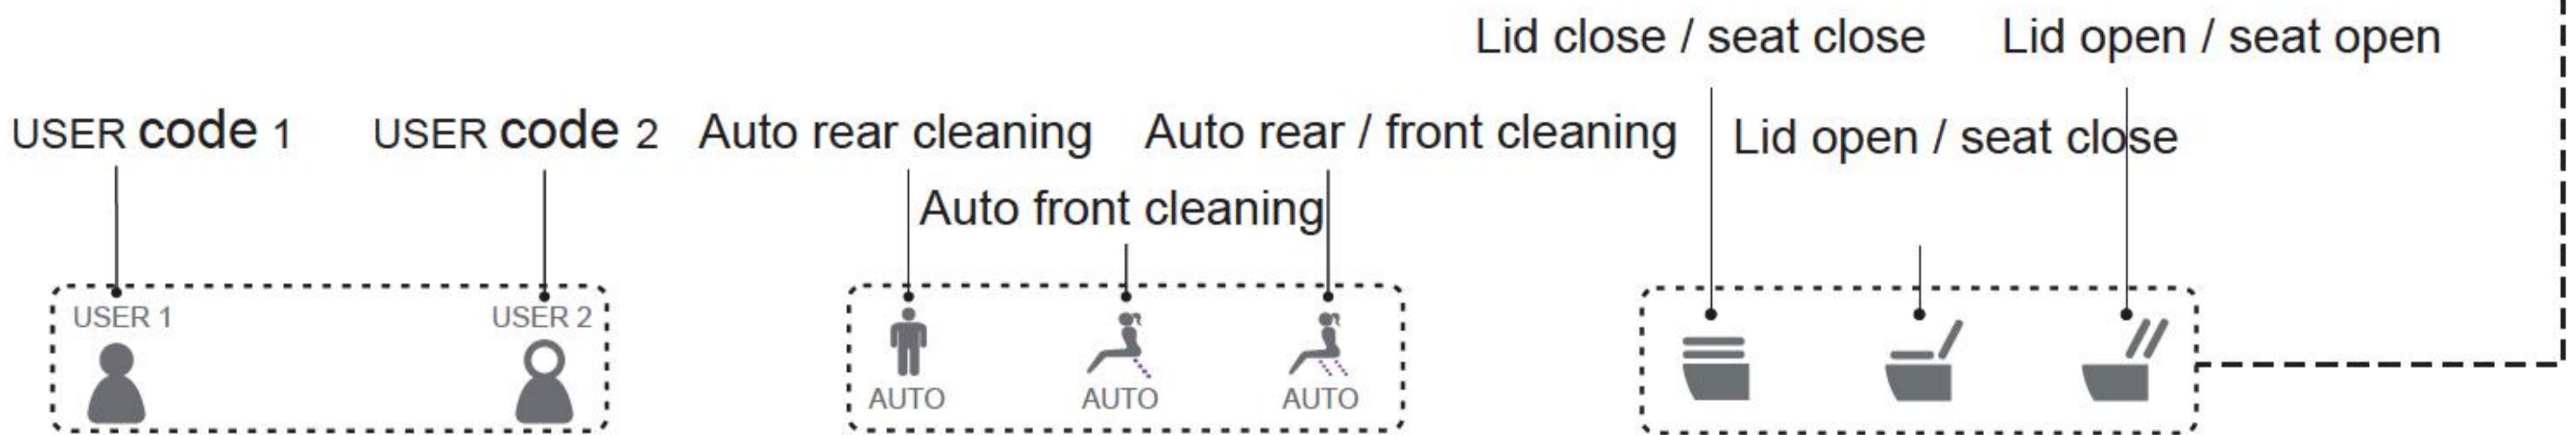 Lid close / seat close
Lid open / seat open
USER code 1
USER code 2
Auto rear cleaning
Auto rear / front cleaning
Lid open / seat close
Auto front cleaning
USER 1
USER 2
AUTO
AUTO
AUTO